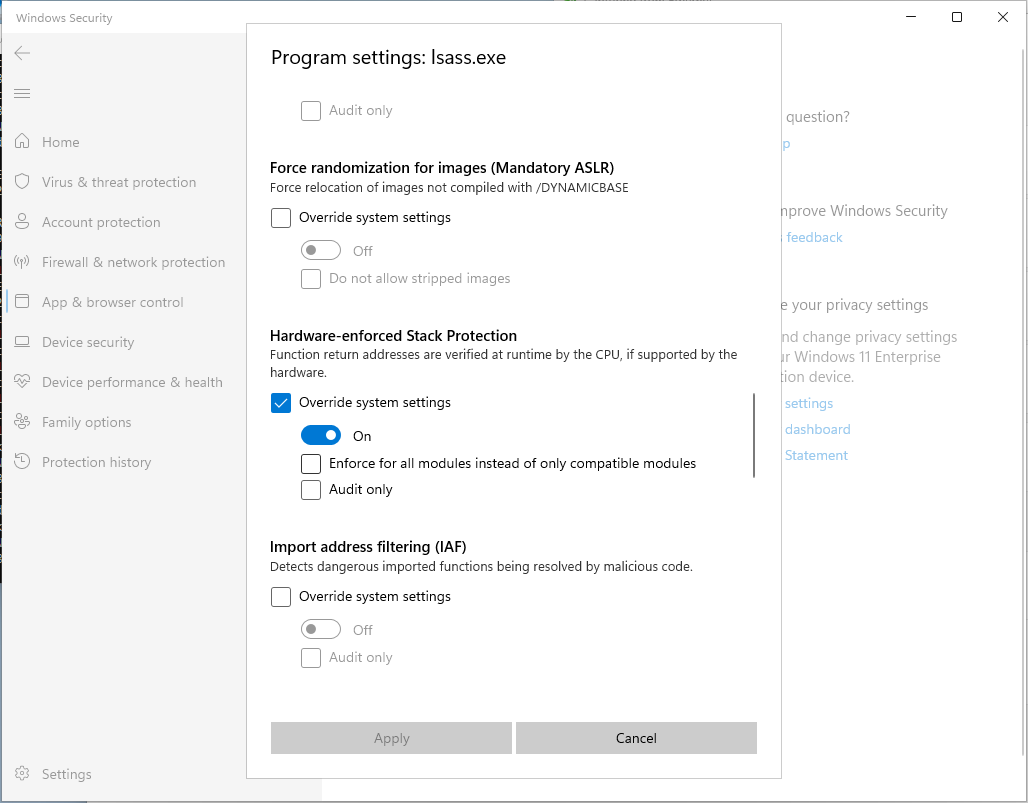 Windows Security
Home
Virus & threat protection
Account protection
Firewall & network protection
App & browser control
Device security
Device performance & health
Family options
Protection history
Settings
Program settings: lsass.exe
Audit only
Force randomization for images (Mandatory ASLR)
Force relocation of images not compiled with /DYNAMICBASE
Override system settings
Off
Do not allow stripped images
Hardware-enforced Stack Protection
Function return addresses are verified at runtime by the CPU, if supported by the
hardware.
Override system settings
On
Enforce for all modules instead of only compatible modules
Audit only
Import address filtering (IAF)
Detects dangerous imported functions being resolved by malicious code.
Override system settings
Off
Audit only
Apply
Cancel
question?
Windows Security
feedback
your privacy settings
change privacy settings
Windows 11 Enterprise
device.
settings
dashboard
Statement